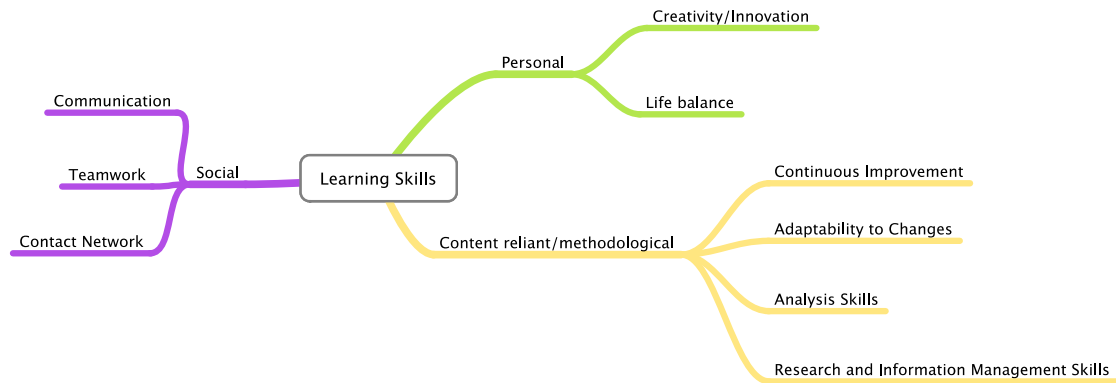 Learning Skills
Personal
Creativity/Innovation
Life balance
Content reliant/methodological
Continuous Improvement
Adaptability to Changes
Analysis Skills
Research and Information Management Skills
Social
Communication
Teamwork
Contact Network